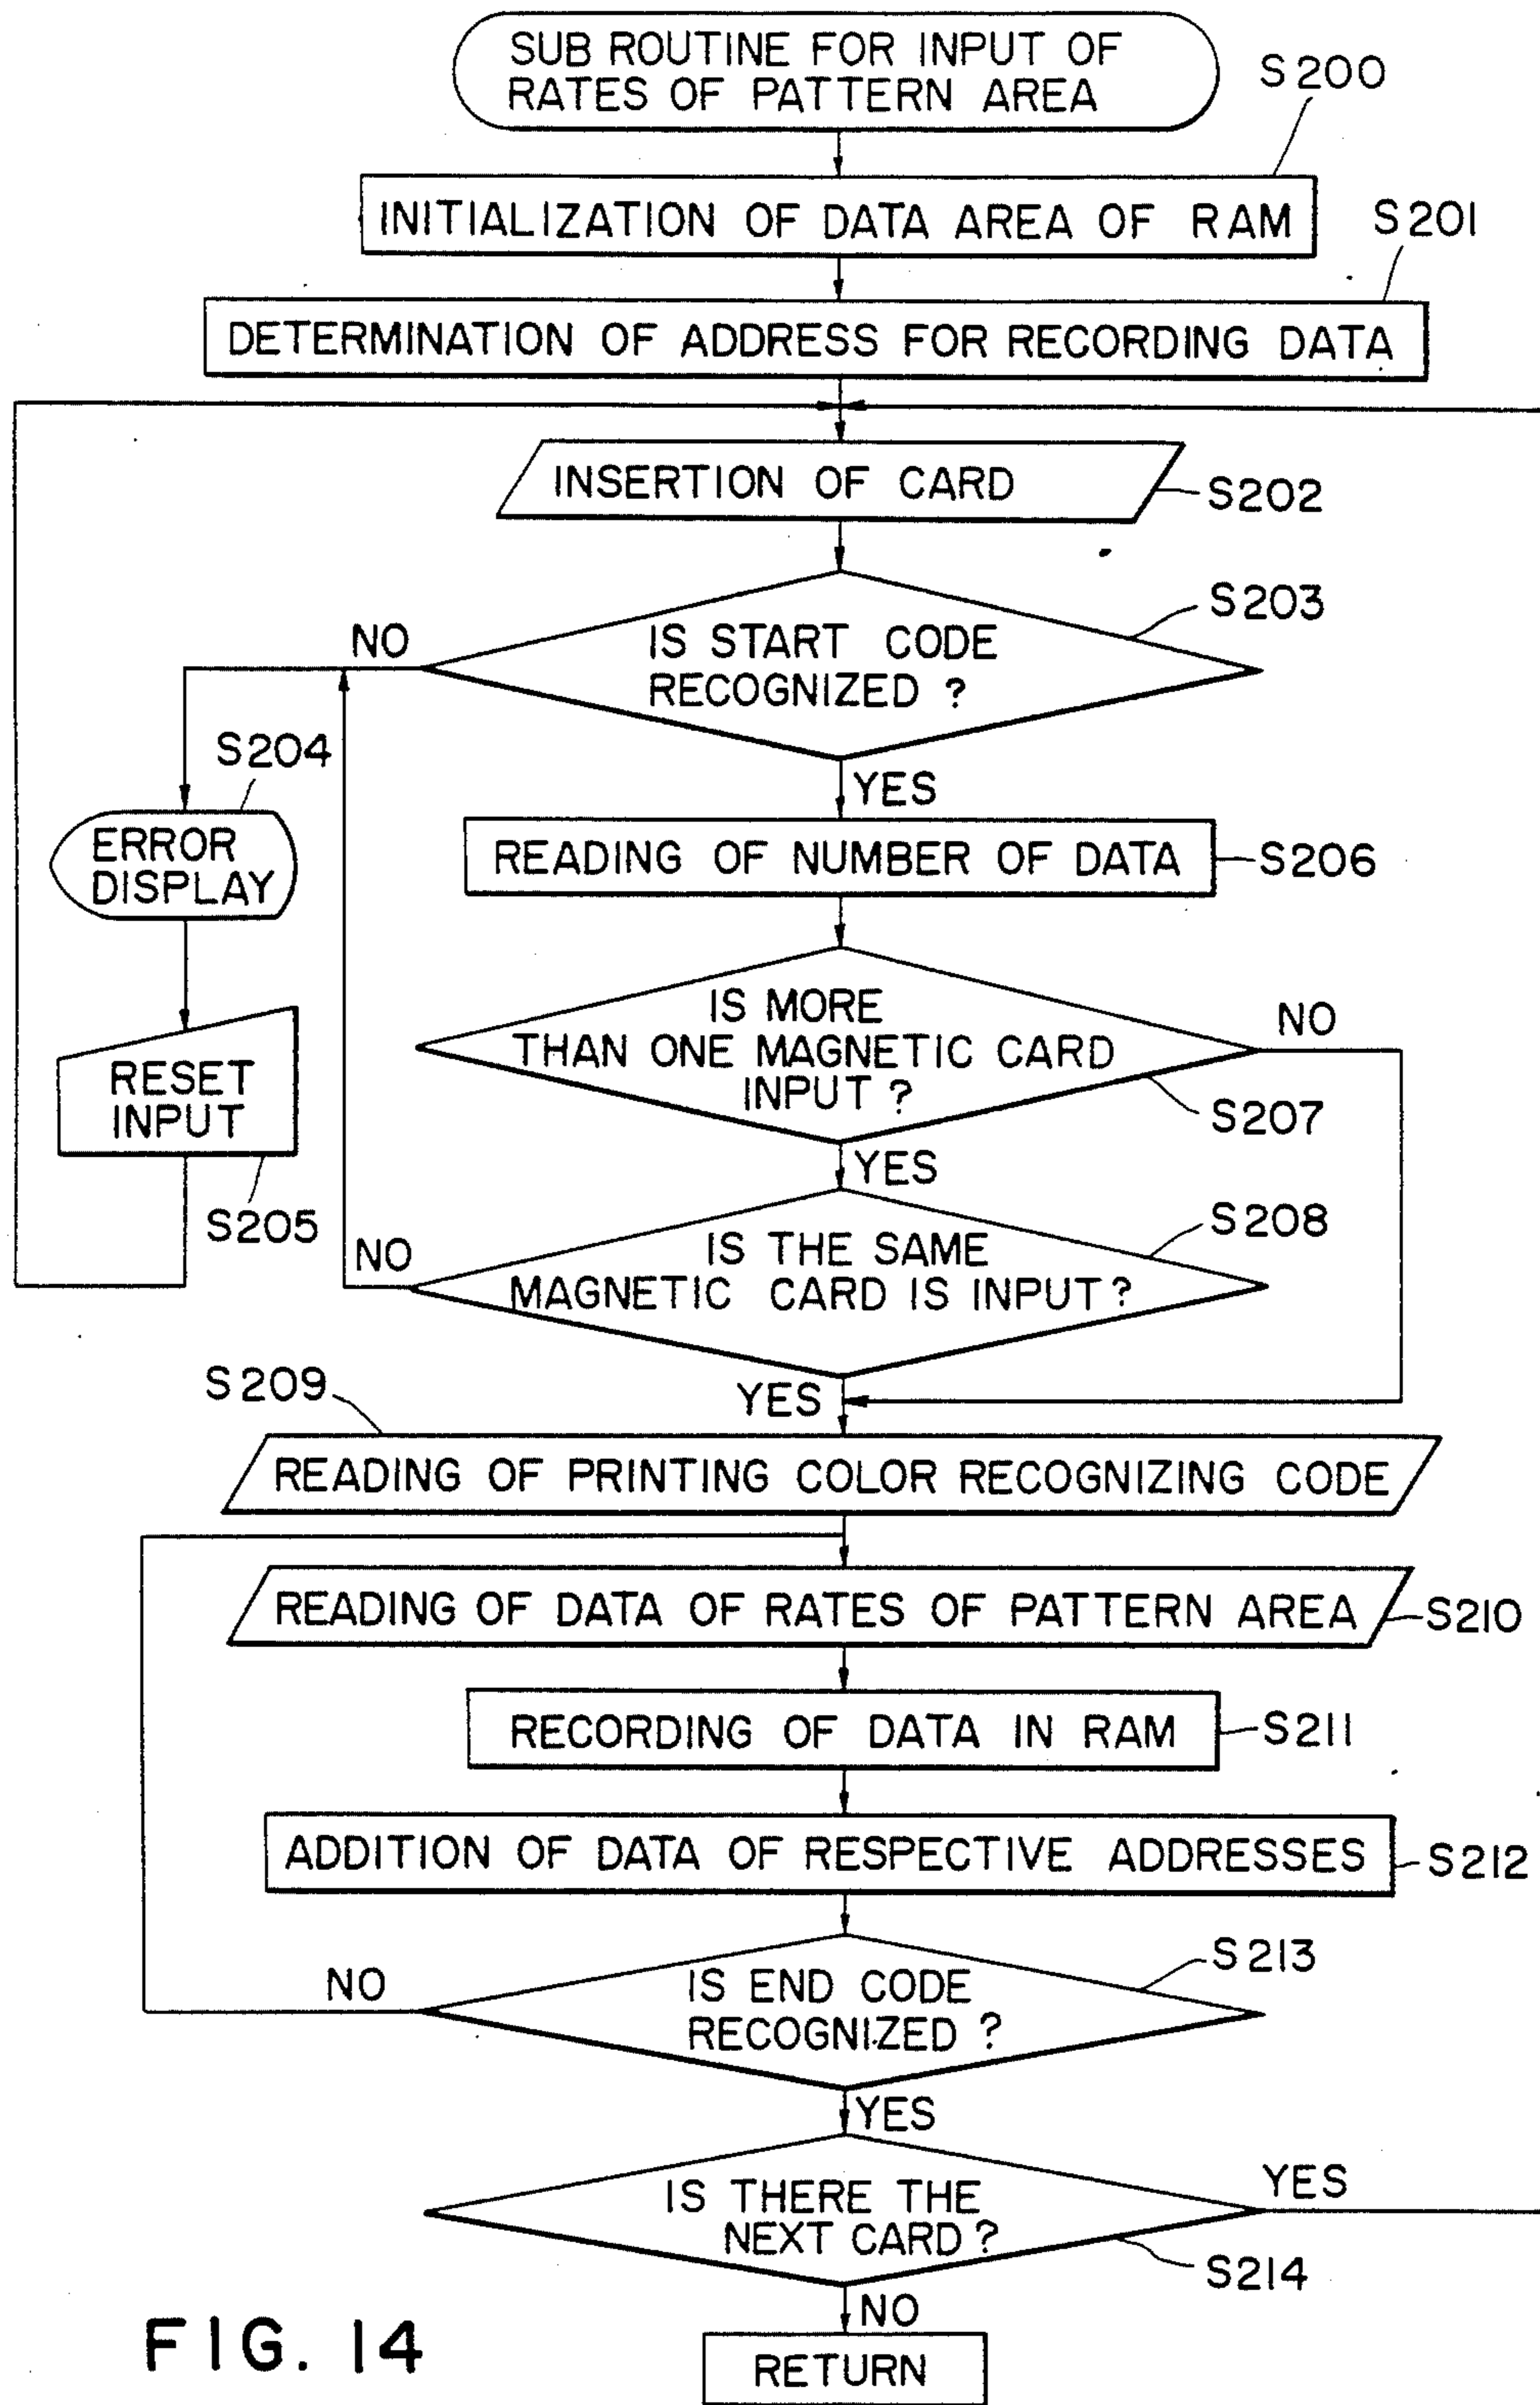 SUB ROUTINE FOR INPUT OF
RATES OF PATTERN AREA
S200
INITIALIZATION OF DATA AREA OF RAM
S201
DETERMINATION OF ADDRESS FOR RECORDING DATA
INSERTION OF CARD
S202
S203
NO
IS START CODE
RECOGNIZED ?
S204
YES
ERROR
DISPLAY
READING OF NUMBER OF DATA
S206
IS MORE
THAN ONE MAGNETIC CARD
INPUT ?
NO
RESET
INPUT
S207
YES
S205
S208
NO
IS THE SAME
MAGNETIC CARD IS INPUT ?
S209
YES
READING OF PRINTING COLOR RECOGNIZING CODE
READING OF DATA OF RATES OF PATTERN AREA
S210
RECORDING OF DATA IN RAM
S211
ADDITION OF DATA OF RESPECTIVE ADDRESSES
S212
S213
NO
IS END CODE
RECOGNIZED ?
YES
IS THERE THE
NEXT CARD ?
YES
S214
NO
RETURN
FIG. 14